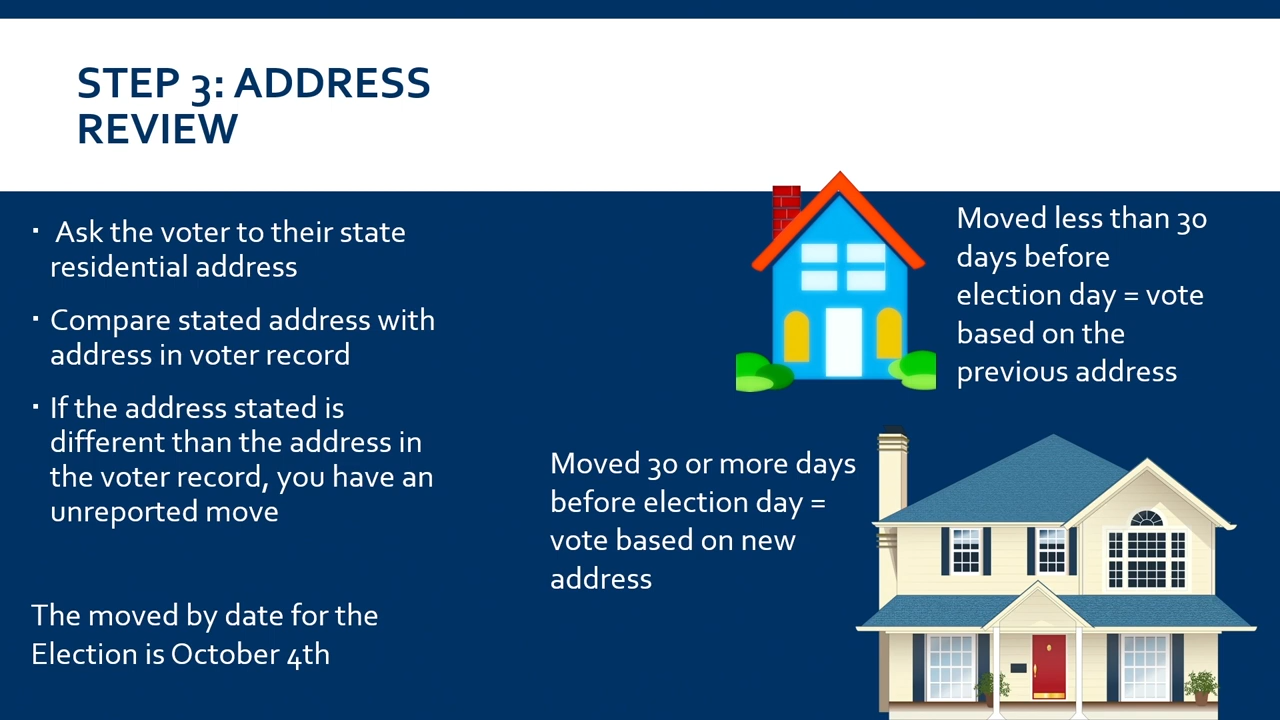 STEP 3: ADDRESS
REVIEW
▪ Ask the voter to their state
residential address
▪ Compare stated address with
address in voter record
▪ If the address stated is
different than the address in
the voter record, you have an
unreported move
The moved by date for the
Election is October 4th
Moved less than 30
days before
election day = vote
based on the
previous address
Moved 30 or more days
before election day =
vote based on new
address